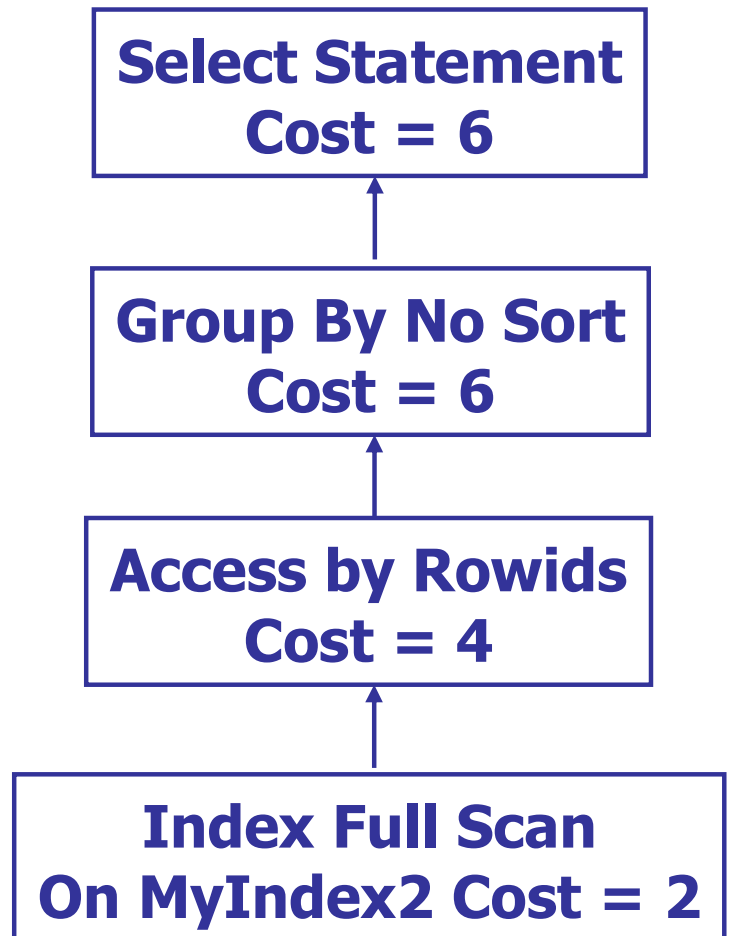 Select Statement
Cost = 6
Group By No Sort
Cost = 6
Access by Rowids
Cost = 4
Index Full Scan
On MyIndex2 Cost = 2